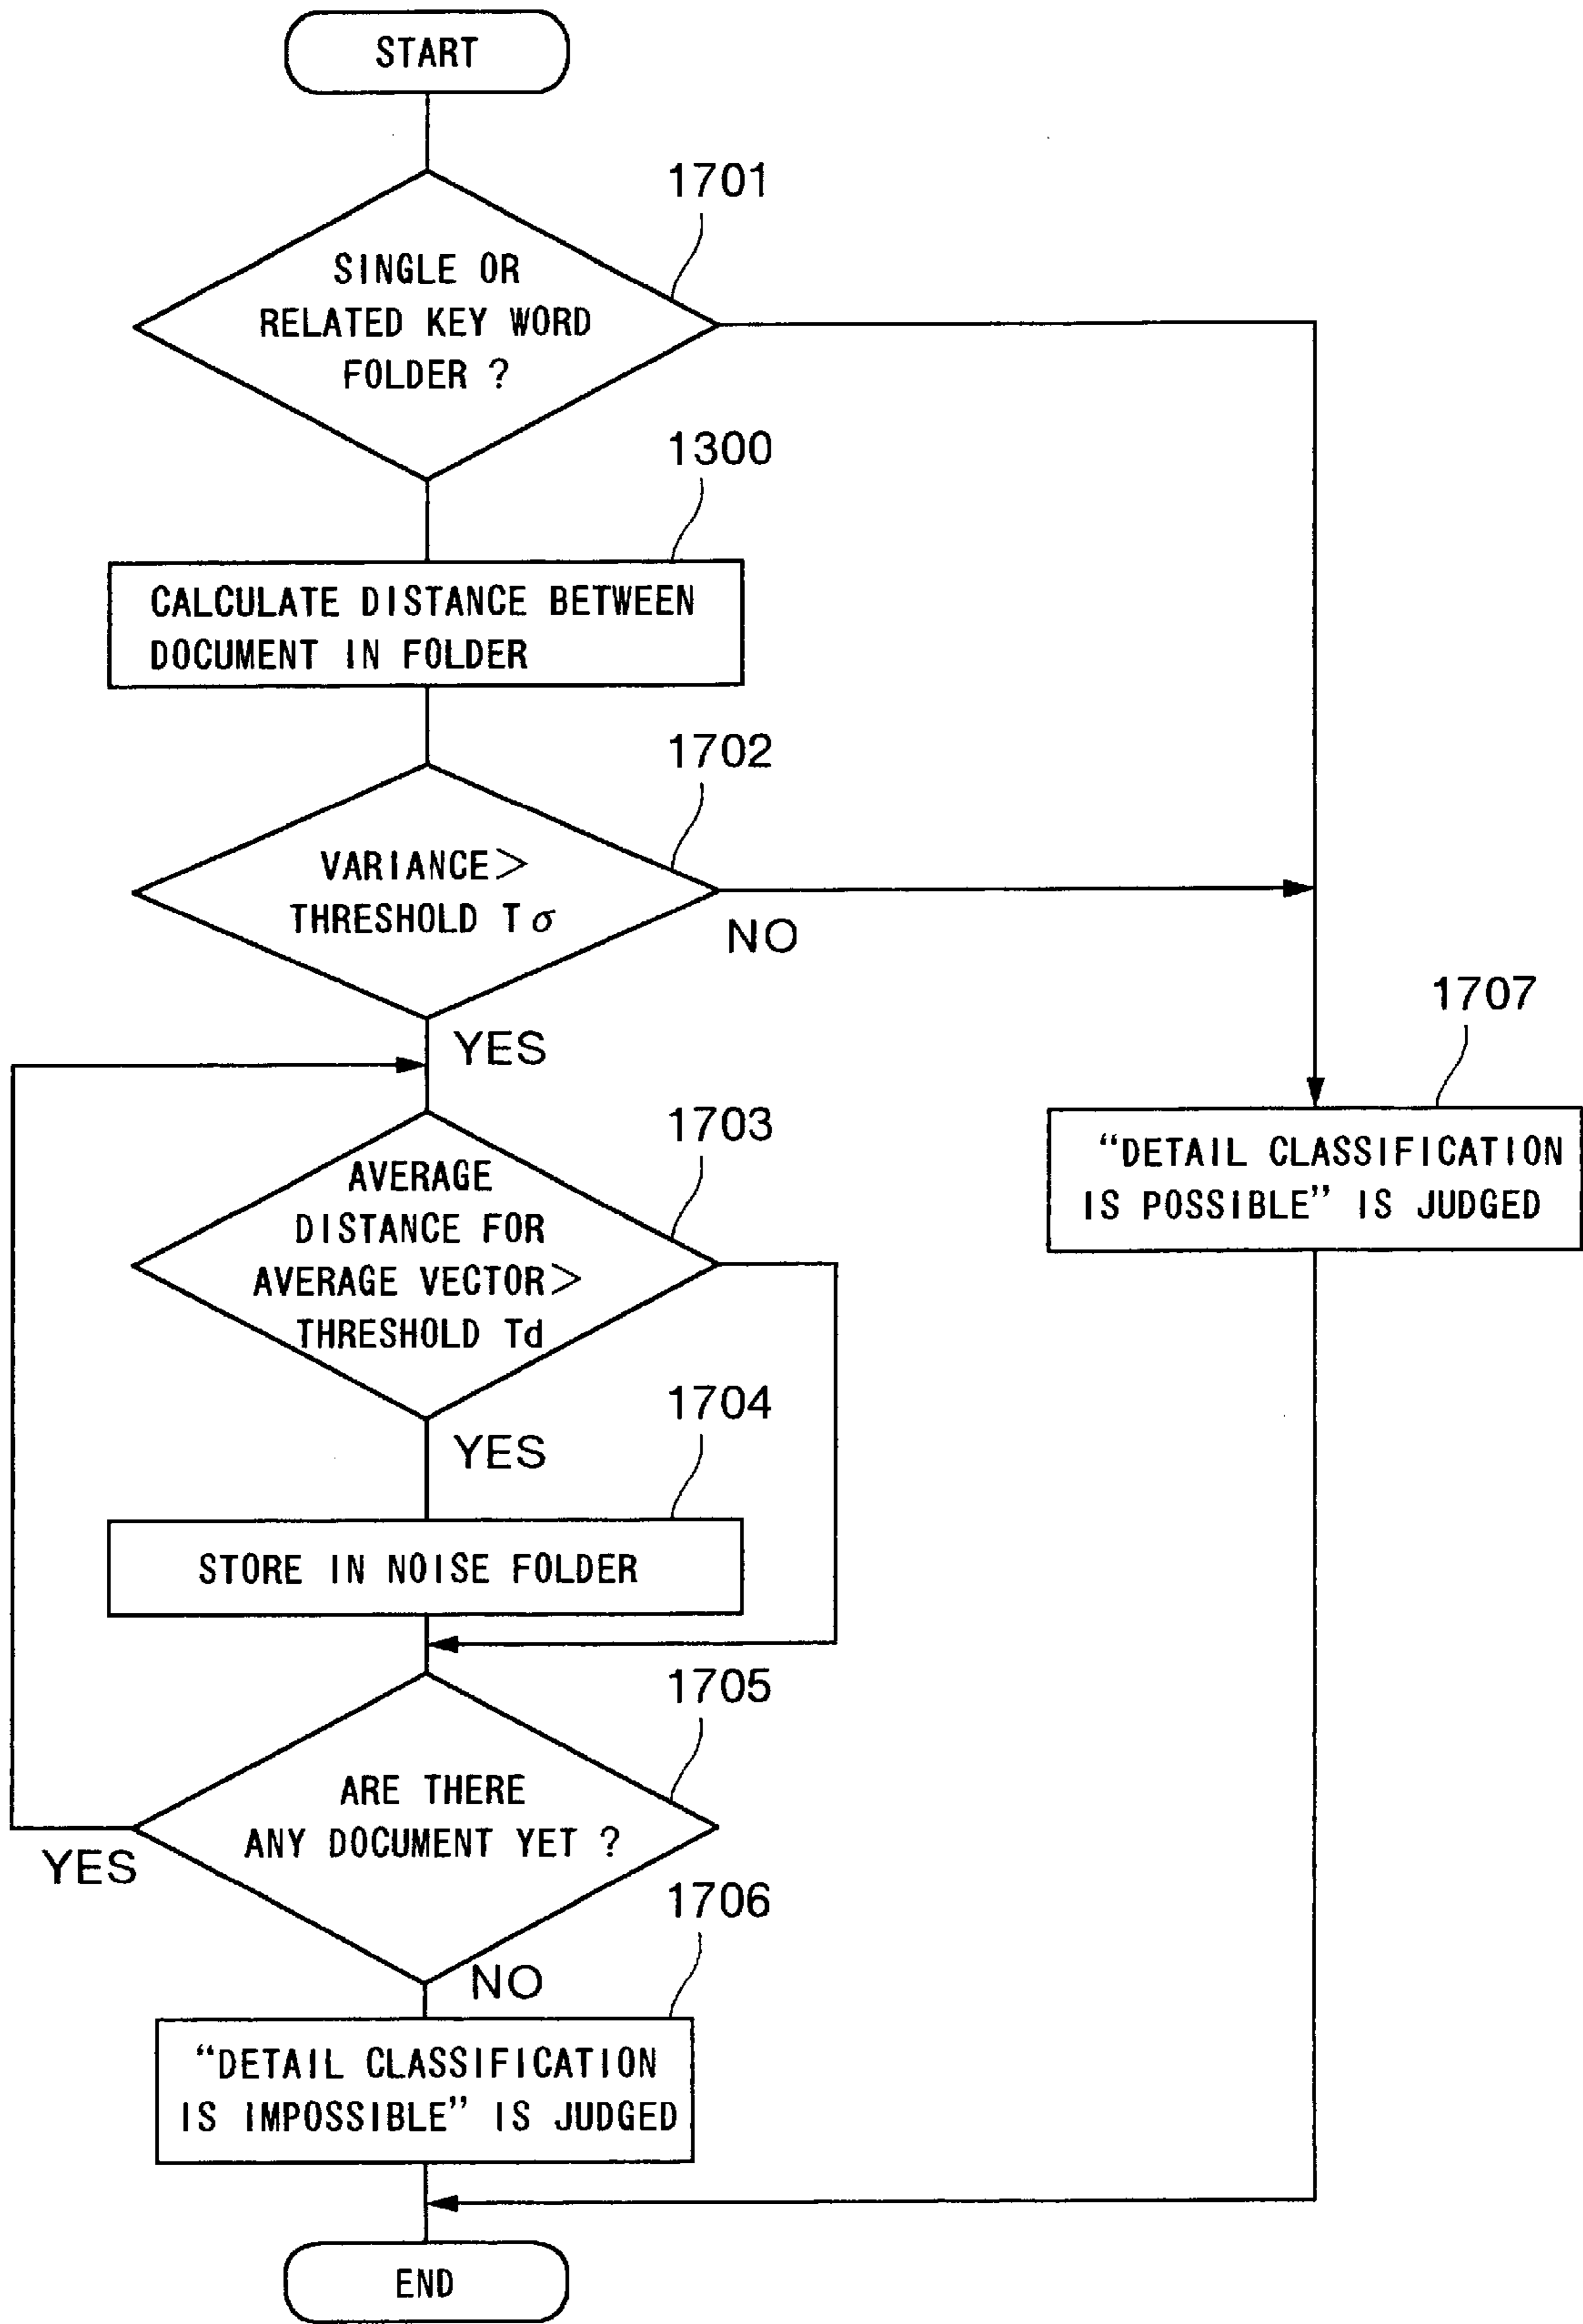 START
1701
SINGLE OR
RELATED KEY WORD
FOLDER ?
1300
CALCULATE DISTANCE BETWEEN
DOCUMENT IN FOLDER
1702
VARIANCE>
THRESHOLD Tσ
NO
YES
1707
"DETAIL CLASSIFICATION
IS POSSIBLE" IS JUDGED
1703
AVERAGE
DISTANCE FOR
AVERAGE VECTOR>
THRESHOLD Td
YES
1704
STORE IN NOISE FOLDER
1705
ARE THERE
ANY DOCUMENT YET ?
YES
NO
1706
"DETAIL CLASSIFICATION
IS IMPOSSIBLE" IS JUDGED
END